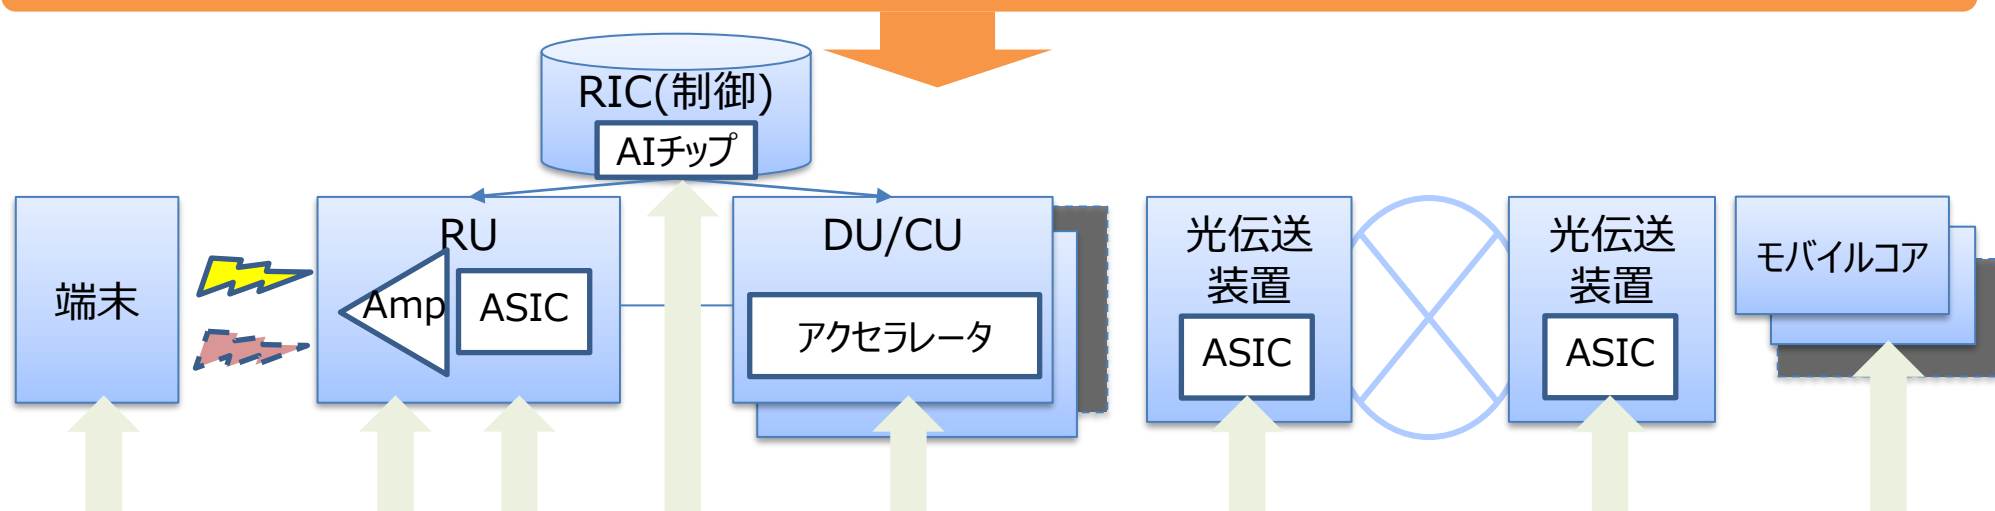 RIC(制御)
AIチップ
端末
RU
Amp
ASIC
DU/CU
アクセラレータ
光伝送
装置
ASIC
光伝送
装置
ASIC
モバイルコア